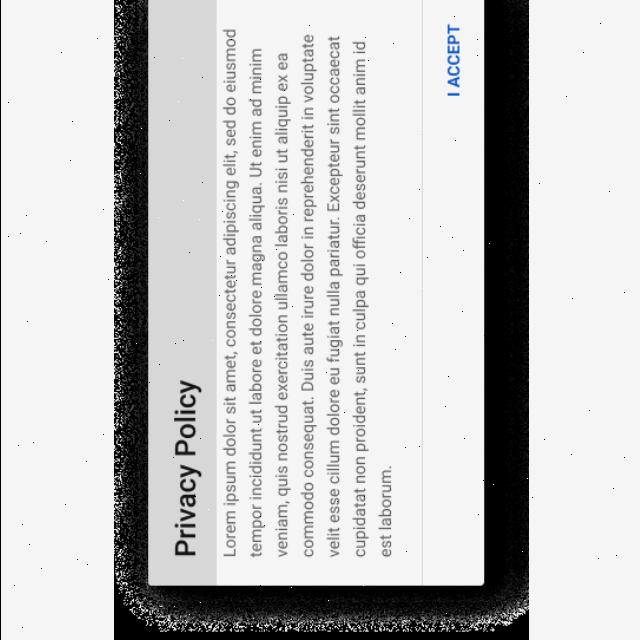 Privacy Policy
Lorem ipsum dolor sit amet, consectetur adipiscing elit, sed do eiusmod
tempor incididunt ut labore et dolore magna aliqua. Ut enim ad minim
veniam, quis nostrud exercitation ullamco laboris nisi ut aliquip ex ea
commodo consequat. Duis aute irure dolor in reprehenderit in voluptate
velit esse cillum dolore eu fugiat nulla pariatur. Excepteur sint occaecat
cupidatat non proident, sunt in culpa qui officia deserunt mollit anim id
est laborum.
I ACCEPT